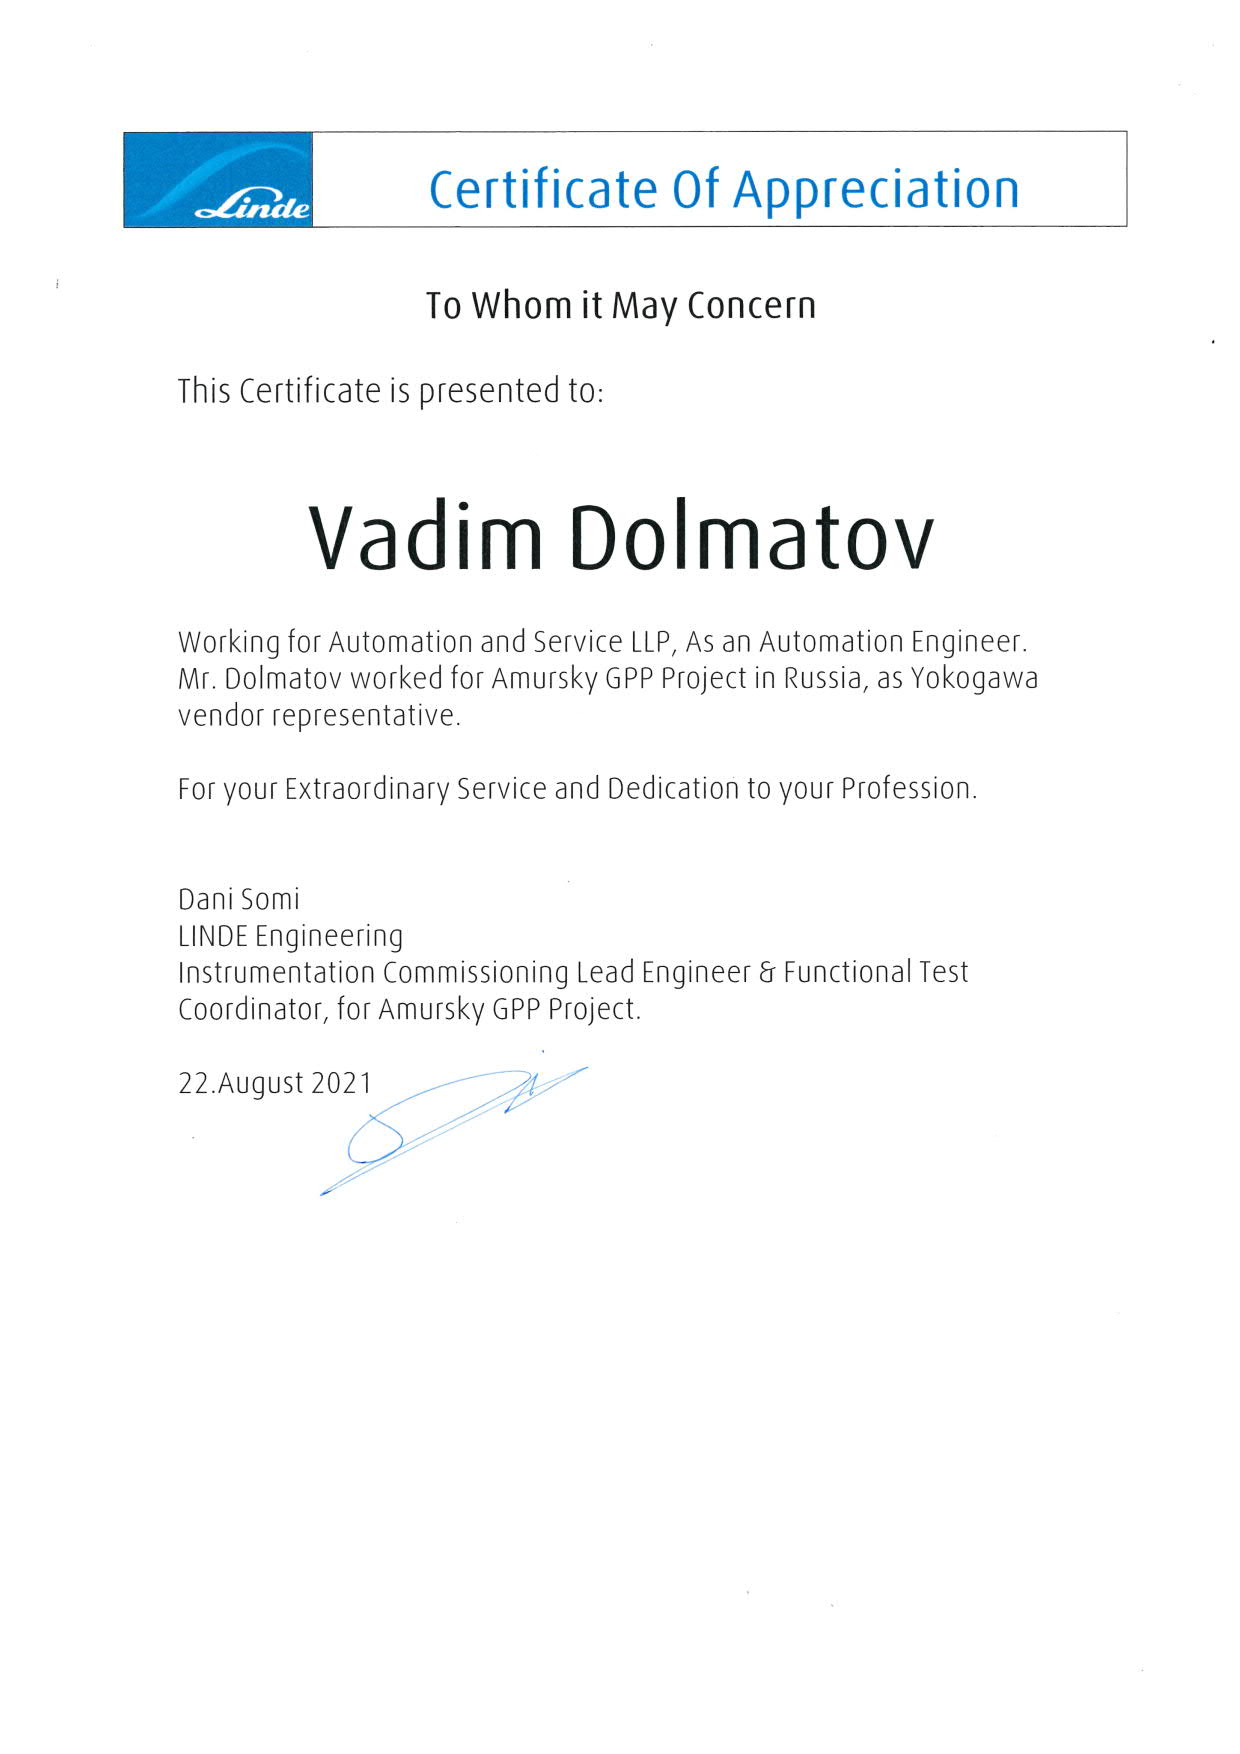 Linde
Certificate Of Appreciation
To Whom it May Concern
This Certificate is presented to:
Vadim Dolmatov
Working for Automation and Service LLP, As an Automation Engineer.
Mr. Dolmatov worked for Amursky GPP Project in Russia, as Yokogawa
vendor representative.
For your Extraordinary Service and Dedication to your Profession.
Dani Somi
LINDE Engineering
Instrumentation Commissioning Lead Engineer & Functional Test
Coordinator, for Amursky GPP Project.
22.August 2021